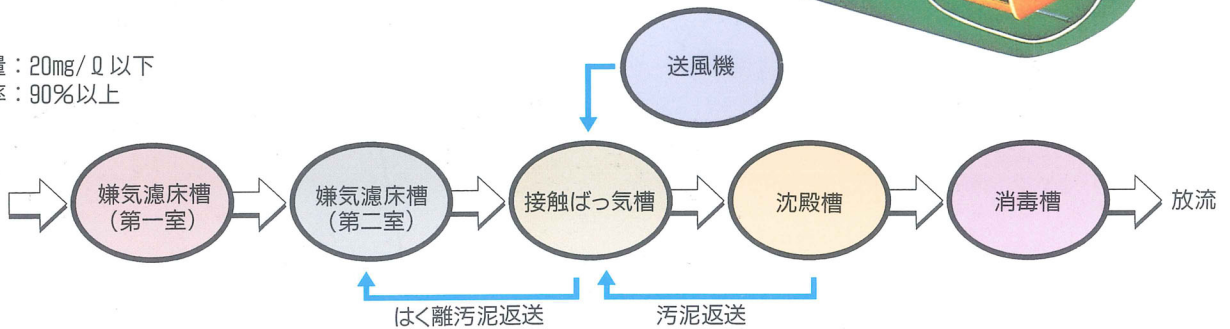 量：20mg/ℓ以下
率：90％以上
送風機
嫌気濾床槽
（第一室）
嫌気濾床槽
（第二室）
接触ばっ気槽
沈殿槽
消毒槽
放流
はく離汚泥返送
汚泥返送